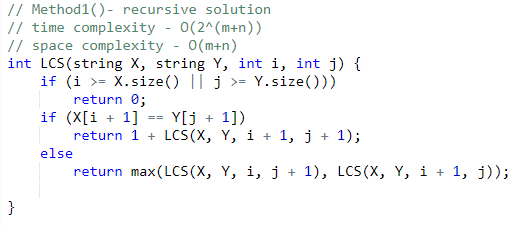 // Method1()- recursive solution
// time complexity - O(2^(m+n))
// space complexity - O(m+n)
int LCS(string X, string Y, int i, int j) {
    if (i >= X.size() || j >= Y.size()))
        return 0;
    if (X[i + 1] == Y[j + 1])
        return 1 + LCS(X, Y, i + 1, j + 1);
    else
        return max(LCS(X, Y, i, j + 1), LCS(X, Y, i + 1, j));
}